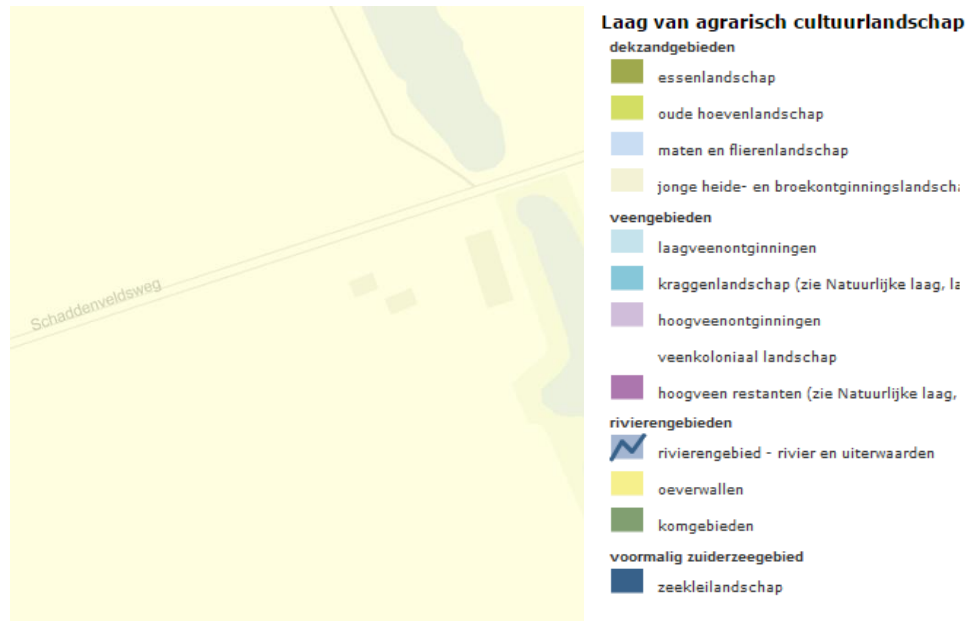 Schaddenveldsweg
Laag van agrarisch cultuurlandschap
dekzandgebieden
essenlandschap
oude hoevenlandschap
maten en flierenlandschap
jonge heide- en broekontginningslandscha
veengebieden
laagveenontginningen
kraggenlandschap (zie Natuurlijke laag, la
hoogveenontginningen
veenkoloniaal landschap
hoogveen restanten (zie Natuurlijke laag,
rivierengebieden
rivierengebied - rivier en uiterwaarden
oeverwallen
komgebieden
voormalig zuiderzeegebied
zeekleilandschap